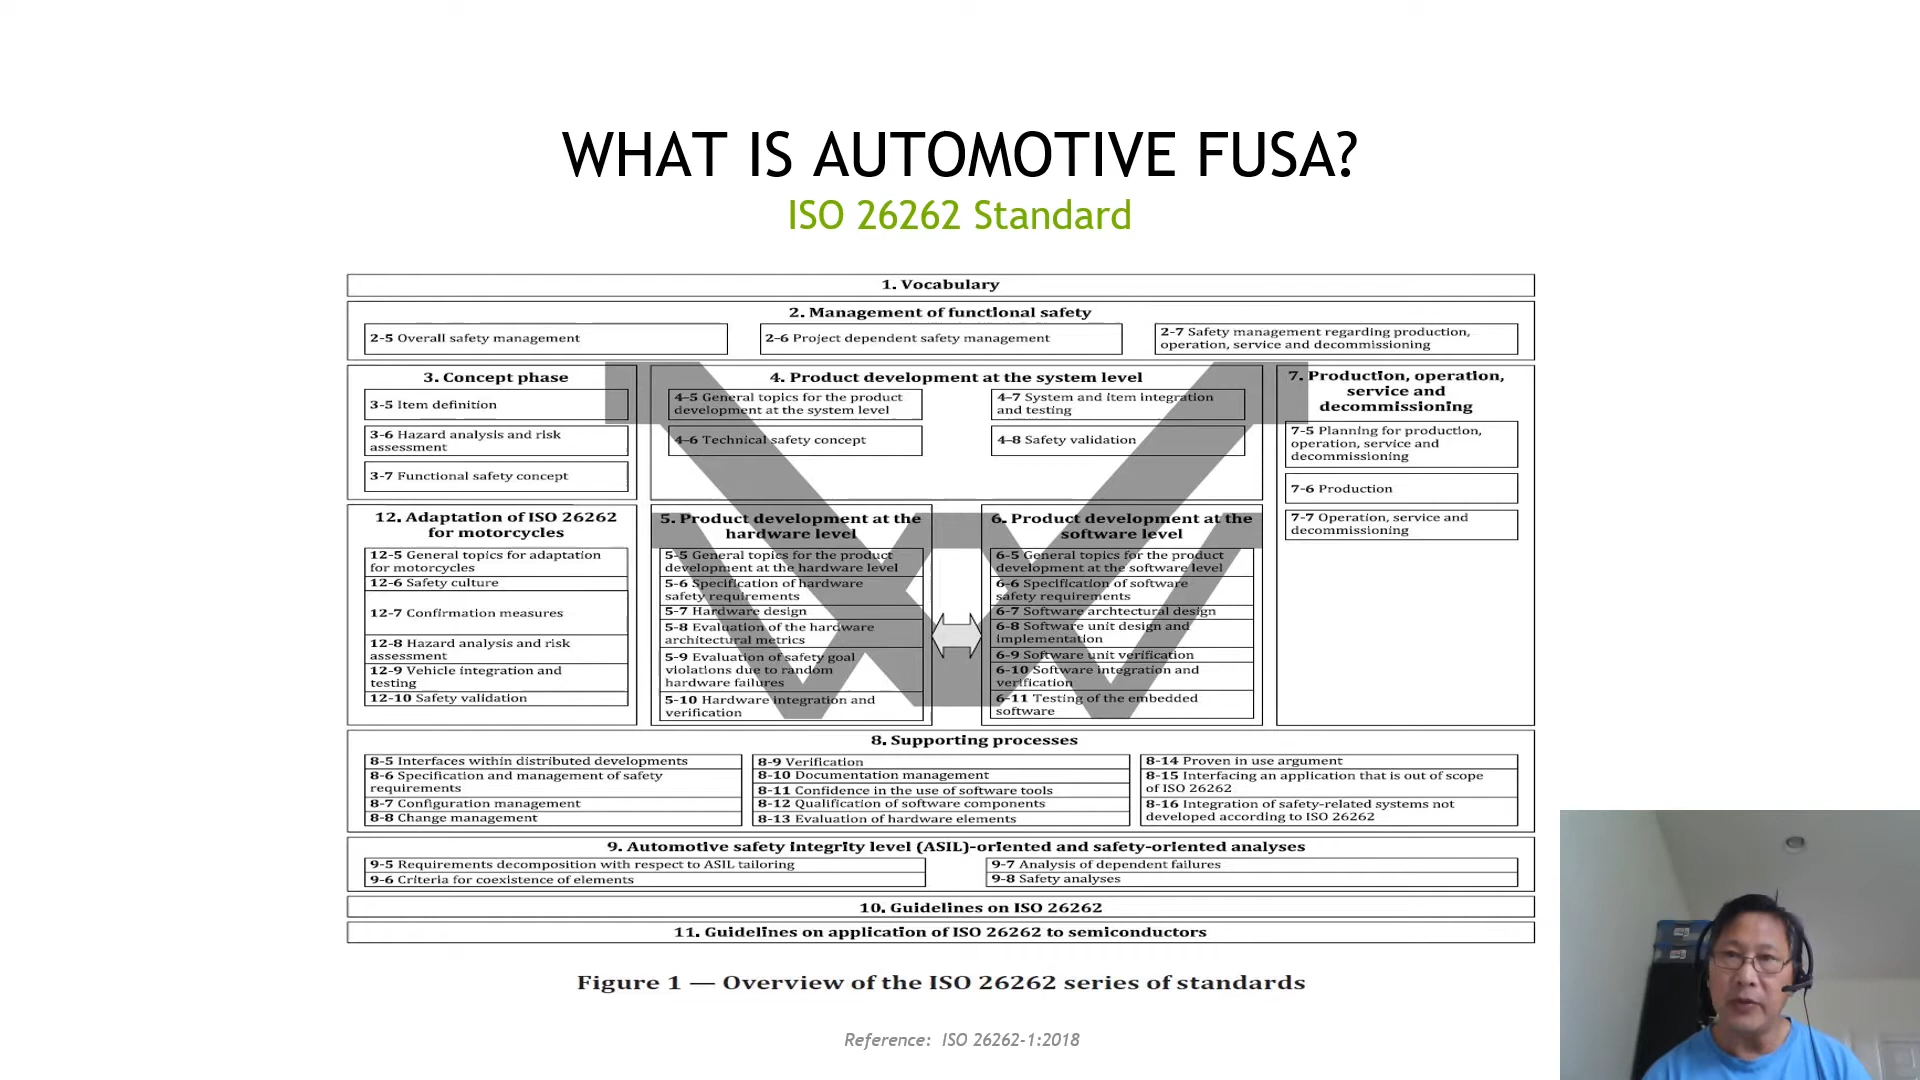 WHAT IS AUTOMOTIVE FUSA?
ISO 26262 Standard
1. Vocabulary
2. Management of functional safety
2-5 Overall safety management
2-6 Project dependent safety management
2-7 Safety management regarding production,
operation, service and decommissioning
3. Concept phase
3-5 Item definition
3-6 Hazard analysis and risk
assessment
3-7 Functional safety concept
4. Product development at the system level
4-5 General topics for the product
development at the system level
4-6 Technical safety concept
4-7 System and item integration
and testing
4-8 Safety validation
7. Production, operation,
service and
decommissioning
7-5 Planning for production,
operation, service and
decommissioning
7-6 Production
7-7 Operation, service and
decommissioning
12. Adaptation of ISO 26262
for motorcycles
12-5 General topics for adaptation
for motorcycles
12-6 Safety culture
12-7 Confirmation measures
12-8 Hazard analysis and risk
assessment
12-9 Vehicle integration and
testing
12-10 Safety validation
5. Product development at the
hardware level
5-5 General topics for the product
development at the hardware level
5-6 Specification of hardware
safety requirements
5-7 Hardware design
5-8 Evaluation of the hardware
architectural metrics
5-9 Evaluation of safety goal
violations due to random
hardware failures
5-10 Hardware integration and
verification
6. Product development at the
software level
6-5 General topics for the product
development at the software level
6-6 Specification of software
safety requirements
6-7 Software archtectural design
6-8 Software unit design and
implementation
6-9 Software unit verification
6-10 Software integration and
verification
6-11 Testing of the embedded
software
8. Supporting processes
8-5 Interfaces within distributed developments
8-6 Specification and management of safety
requirements
8-7 Configuration management
8-8 Change management
8-9 Verification
8-10 Documentation management
8-11 Confidence in the use of software tools
8-12 Qualification of software components
8-13 Evaluation of hardware elements
8-14 Proven in use argument
8-15 Interfacing an application that is out of scope
of ISO 26262
8-16 Integration of safety-related systems not
developed according to ISO 26262
9. Automotive safety integrity level (ASIL)-oriented and safety-oriented analyses
9-5 Requirements decomposition with respect to ASIL tailoring
9-6 Criteria for coexistence of elements
9-7 Analysis of dependent failures
9-8 Safety analyses
10. Guidelines on ISO 26262
11. Guidelines on application of ISO 26262 to semiconductors
Figure 1 — Overview of the ISO 26262 series of standards
Reference: ISO 26262-1:2018